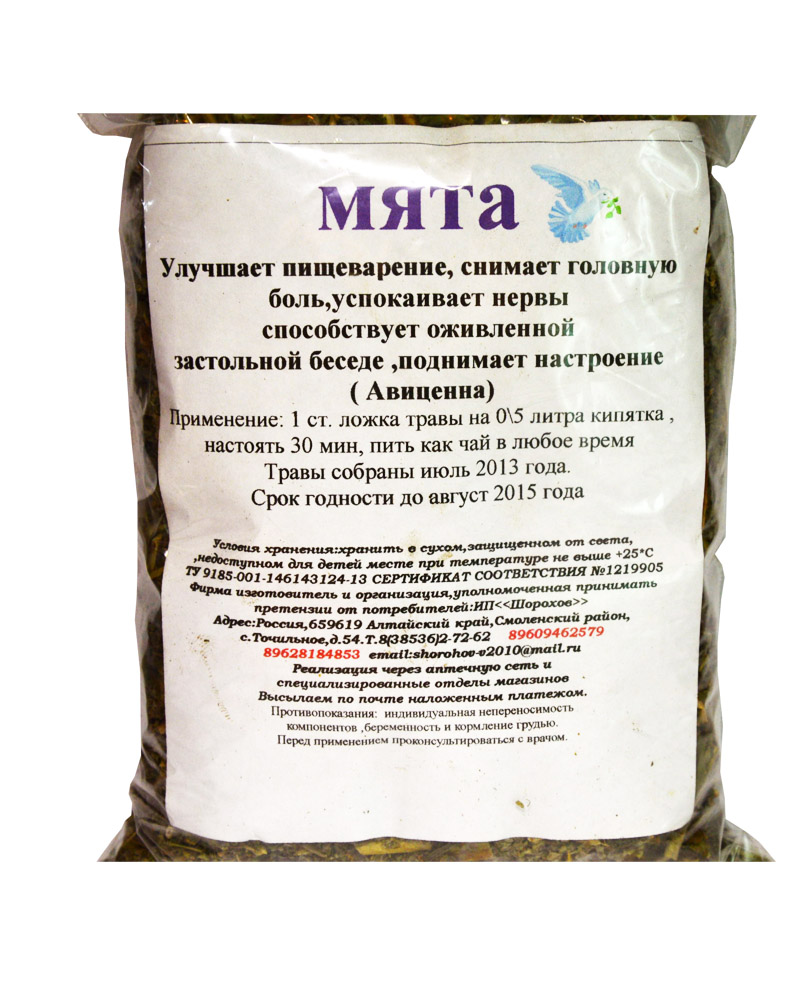 мята
Улучшает пищеварение, снимает головную
боль,успокаивает нервы
способствует оживленной
застольной беседе ,поднимает настроение
( Авиценна)
Применение: 1 ст. ложка травы на 0\5 литра кипятка ,
настоять 30 мин, пить как чай в любое время
Травы собраны июль 2013 года.
Срок годности до август 2015 года
Условия хранения:хранить в сухом,защищенном от света,
,недоступном для детей месте при температуре не выше +25*С
ТУ 9185-001-146143124-13 СЕРТИФИКАТ СООТВЕТСТВИЯ №1219905
Фирма изготовитель и организация,уполномоченная принимать
претензии от потребителей:ИП<<Шорохов>>
Адрес:Россия,659619 Алтайский край,Смоленский район,
с.Точильное,д.54.Т.8(38536)2-72-62 89609462579
89628184853 email:shorohov-v2010@mail.ru
Реализация через аптечную сеть и
специализированные отделы магазинов
Высылаем по почте наложенным платежом.
Противопоказания: индивидуальная непереносимость
компонентов ,беременность и кормление грудью.
Перед применением проконсультироваться с врачом.